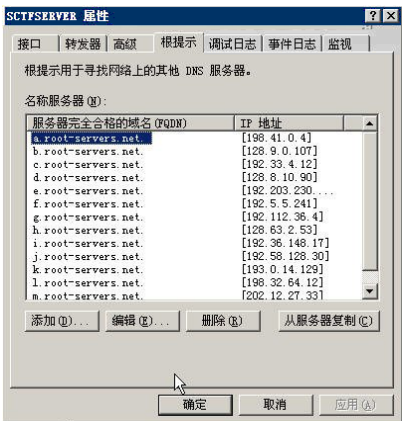 SCTFSERVER 属性
接口 转发器 高级 根提示 调试日志 事件日志 监视
根提示用于寻找网络上的其他 DNS 服务器。
名称服务器(N):
服务器完全合格的域名(FQDN) IP 地址
a.root-servers.net. [198.41.0.4]
b.root-servers.net. [128.9.0.107]
c.root-servers.net. [192.33.4.12]
d.root-servers.net. [128.8.10.90]
e.root-servers.net. [192.203.230....
f.root-servers.net. [192.5.5.241]
g.root-servers.net. [192.112.36.4]
h.root-servers.net. [128.63.2.53]
i.root-servers.net. [192.36.148.17]
j.root-servers.net. [192.58.128.30]
k.root-servers.net. [193.0.14.129]
l.root-servers.net. [198.32.64.12]
m.root-servers.net. [202.12.27.33]
添加(D)... 编辑(E)... 删除(R) 从服务器复制(C)
确定 取消 应用(A)